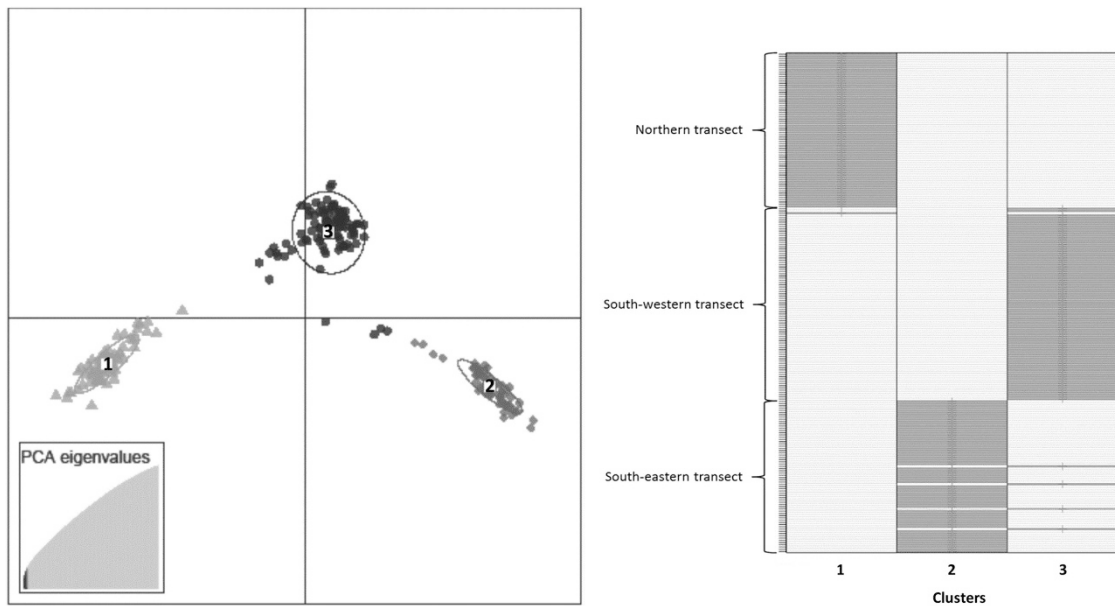 3
1
2
PCA eigenvalues
Northern transect
South-western transect
South-eastern transect
1 2 3
Clusters